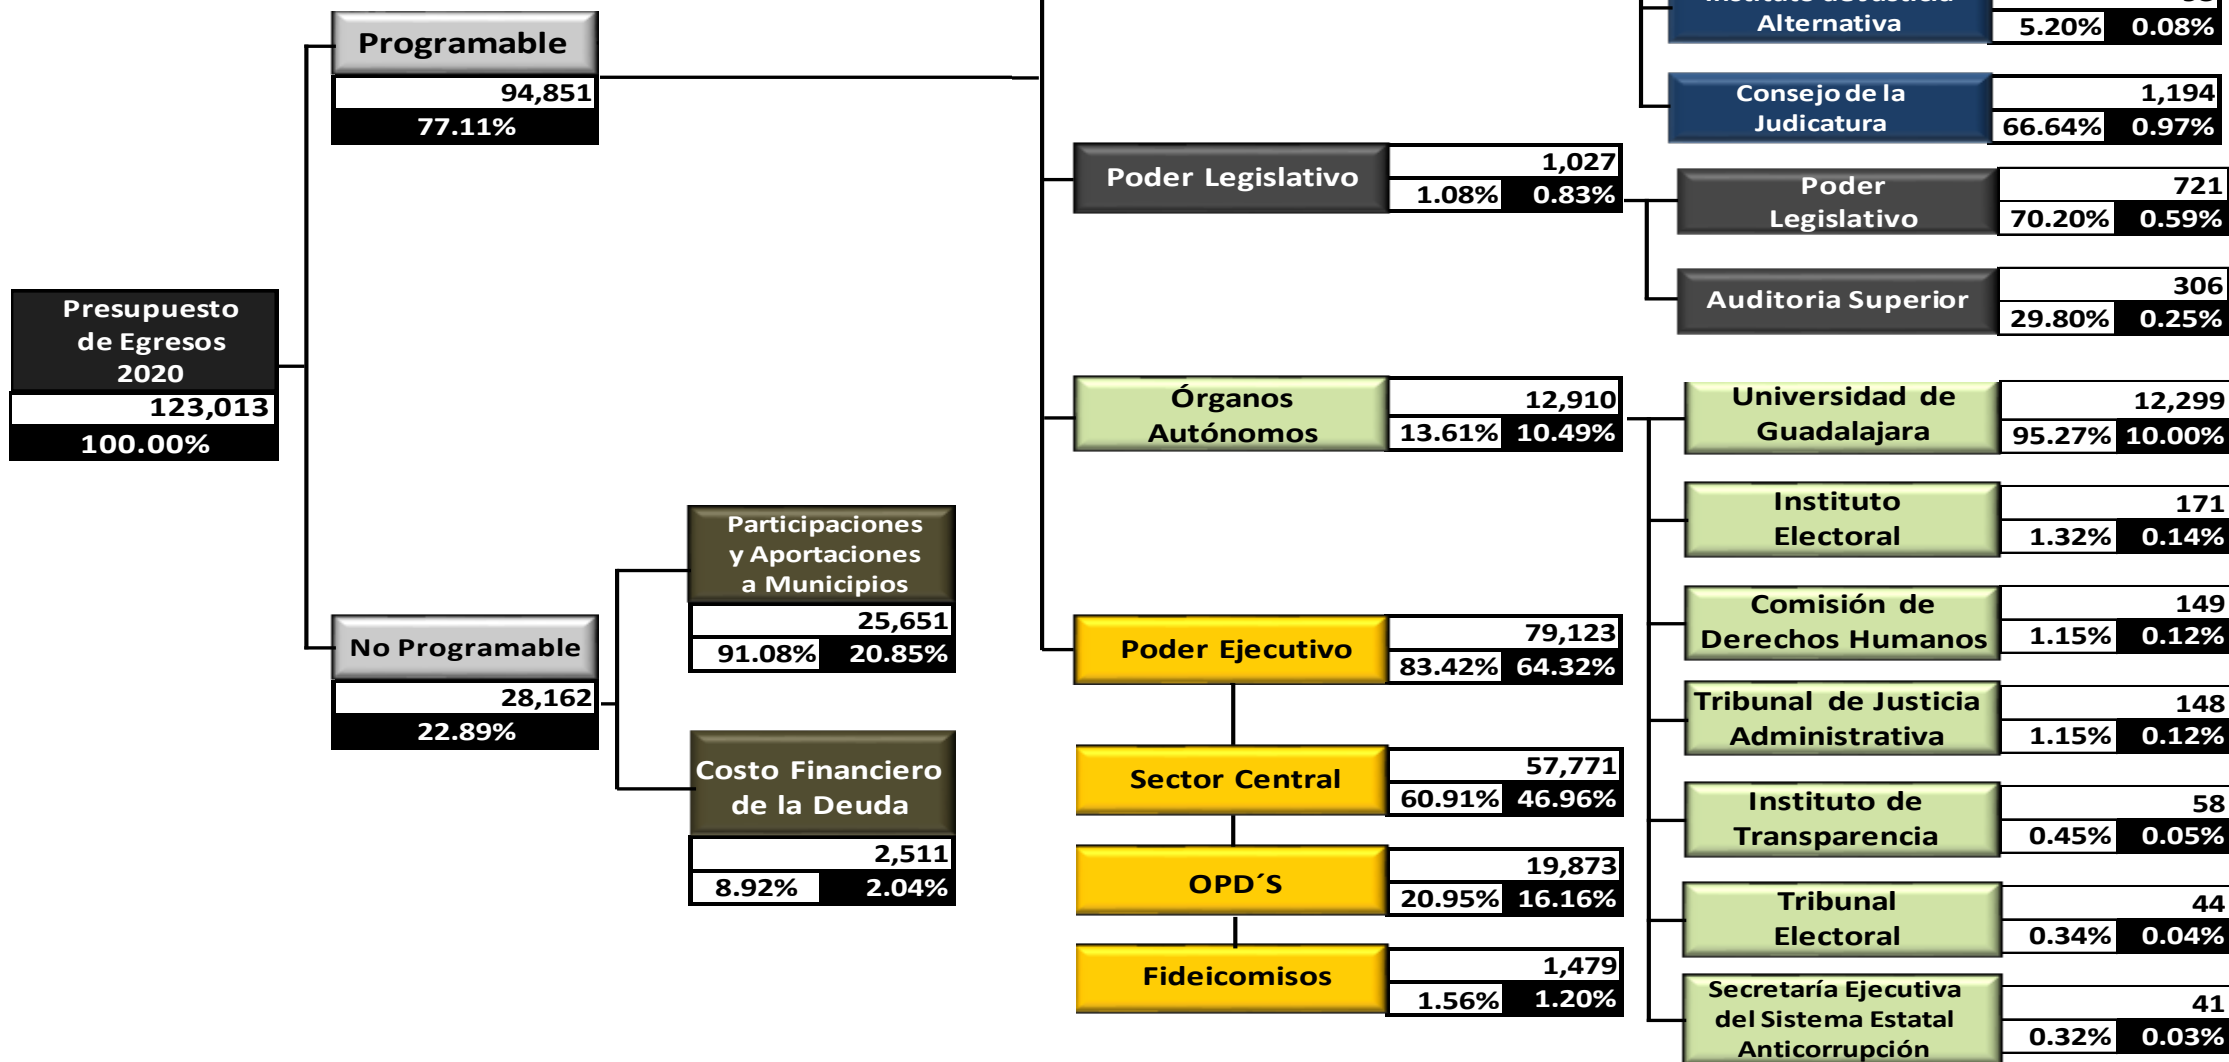 Programable
94,851
77.11%
Presupuesto
de Egresos
2020
123,013
100.00%
No Programable
28,162
22.89%
Participaciones
y Aportaciones
a Municipios
25,651
91.08% 20.85%
Costo Financiero
de la Deuda
2,511
8.92% 2.04%
Poder Legislativo
1,027
1.08% 0.83%
Órganos
Autónomos
12,910
13.61% 10.49%
Poder Ejecutivo
79,123
83.42% 64.32%
Sector Central
57,771
60.91% 46.96%
OPD´S
19,873
20.95% 16.16%
Fideicomisos
1,479
1.56% 1.20%
Alternativa
5.20% 0.08%
Consejo de la
Judicatura
1,194
66.64% 0.97%
Poder
Legislativo
721
70.20% 0.59%
Auditoria Superior
306
29.80% 0.25%
Universidad de
Guadalajara
12,299
95.27% 10.00%
Instituto
Electoral
171
1.32% 0.14%
Comisión de
Derechos Humanos
149
1.15% 0.12%
Tribunal de Justicia
Administrativa
148
1.15% 0.12%
Instituto de
Transparencia
58
0.45% 0.05%
Tribunal
Electoral
44
0.34% 0.04%
Secretaría Ejecutiva
del Sistema Estatal
Anticorrupción
41
0.32% 0.03%